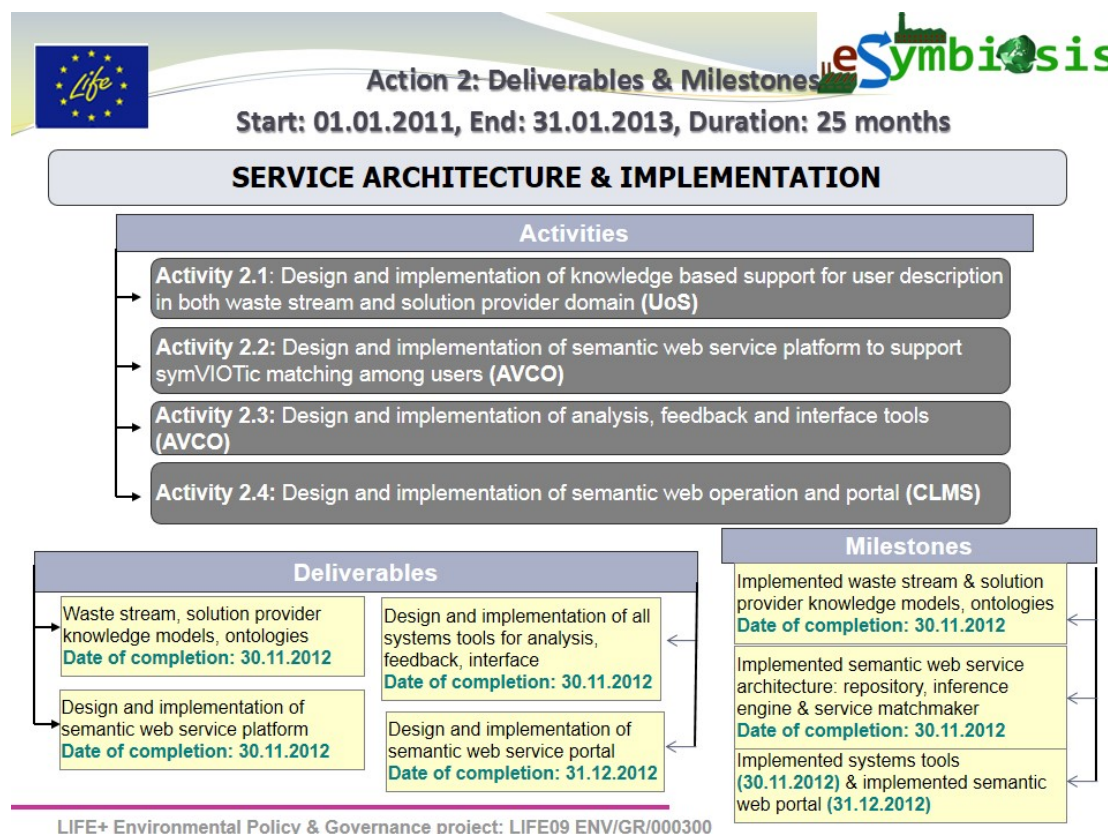 Life
eSymbiosis
Action 2: Deliverables & Milestones
Start: 01.01.2011, End: 31.01.2013, Duration: 25 months
SERVICE ARCHITECTURE & IMPLEMENTATION
Activities
Activity 2.1: Design and implementation of knowledge based support for user description
in both waste stream and solution provider domain (UoS)
Activity 2.2: Design and implementation of semantic web service platform to support
symVIOTic matching among users (AVCO)
Activity 2.3: Design and implementation of analysis, feedback and interface tools
(AVCO)
Activity 2.4: Design and implementation of semantic web operation and portal (CLMS)
Deliverables
Waste stream, solution provider
knowledge models, ontologies
Date of completion: 30.11.2012
Design and implementation of
semantic web service platform
Date of completion: 30.11.2012
Design and implementation of all
systems tools for analysis,
feedback, interface
Date of completion: 30.11.2012
Design and implementation of
semantic web service portal
Date of completion: 31.12.2012
Milestones
Implemented waste stream & solution
provider knowledge models, ontologies
Date of completion: 30.11.2012
Implemented semantic web service
architecture: repository, inference
engine & service matchmaker
Date of completion: 30.11.2012
Implemented systems tools
(30.11.2012) & implemented semantic
web portal (31.12.2012)
LIFE+ Environmental Policy & Governance project: LIFE09 ENV/GR/000300